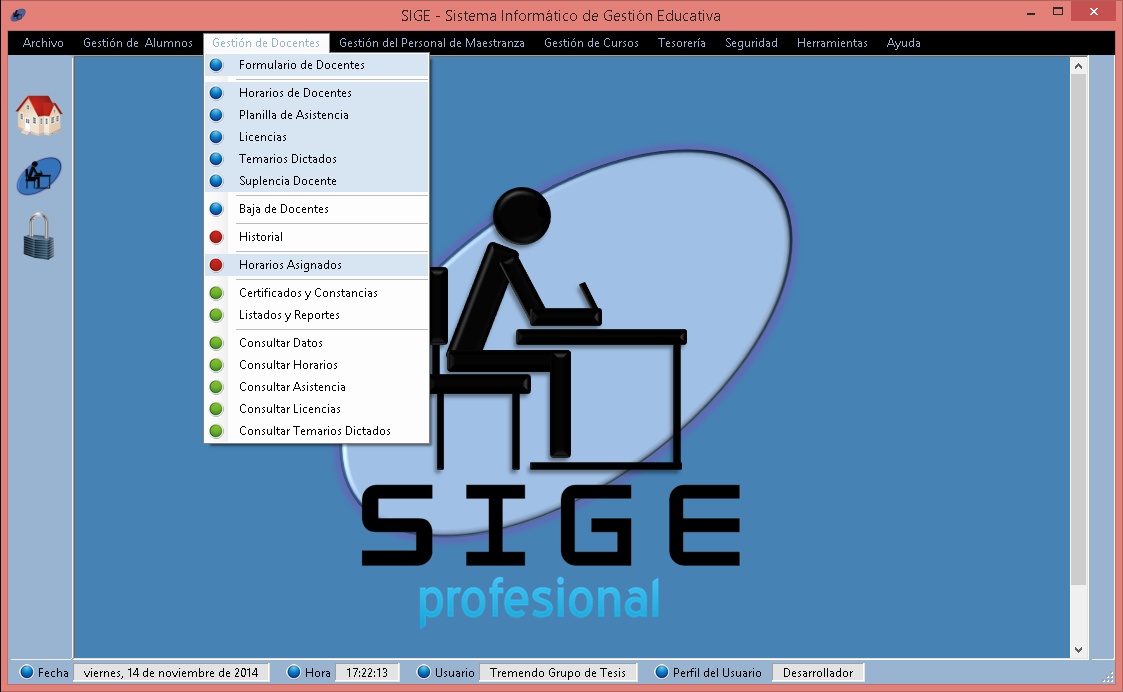 SIGE - Sistema Informático de Gestión Educativa
Archivo Gestión de Alumnos Gestión de Docentes Gestión del Personal de Maestranza Gestión de Cursos Tesorería Seguridad Herramientas Ayuda
Formulario de Docentes
Horarios de Docentes
Planilla de Asistencia
Licencias
Temarios Dictados
Suplencia Docente
Baja de Docentes
Historial
Horarios Asignados
Certificados y Constancias
Listados y Reportes
Consultar Datos
Consultar Horarios
Consultar Asistencia
Consultar Licencias
Consultar Temarios Dictados
SIGE
profesional
Fecha viernes, 14 de noviembre de 2014 Hora 17:22:13 Usuario Tremendo Grupo de Tesis Perfil del Usuario Desarrollador